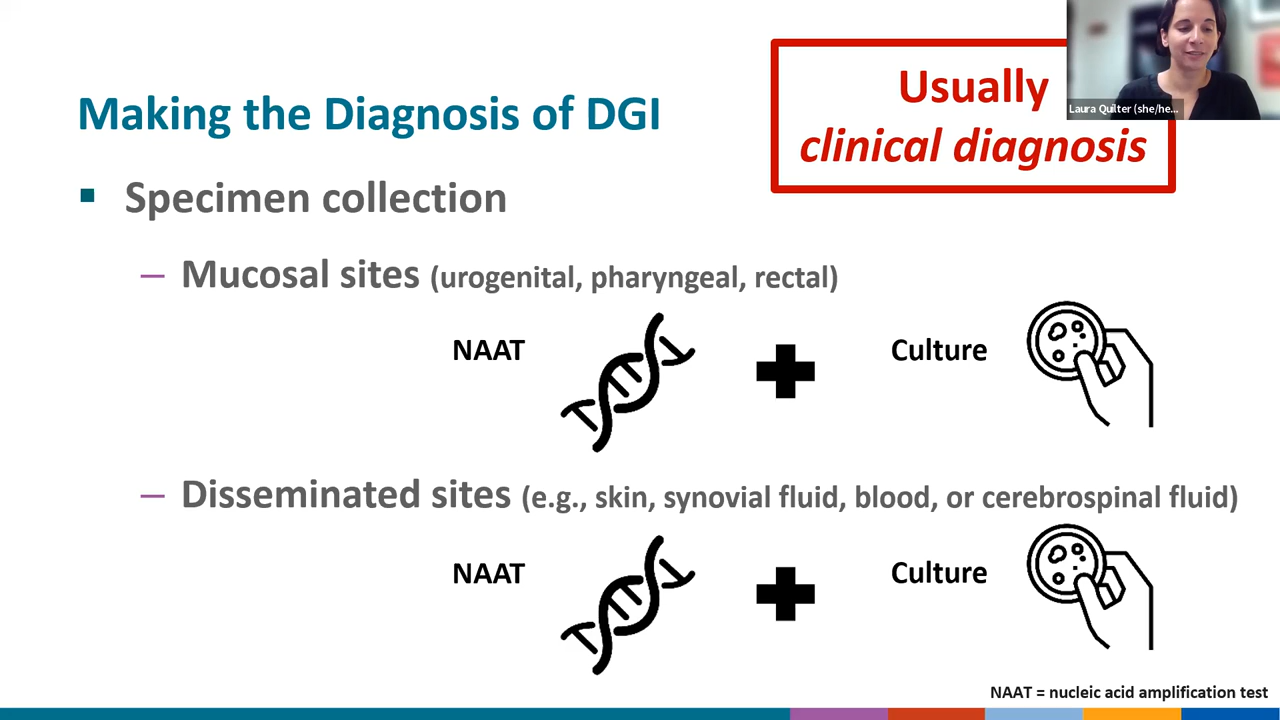 Making the Diagnosis of DGI
Usually
clinical diagnosis
Laura Quilter (she/he...
Specimen collection
Mucosal sites (urogenital, pharyngeal, rectal)
NAAT
Culture
Disseminated sites (e.g., skin, synovial fluid, blood, or cerebrospinal fluid)
NAAT
Culture
NAAT = nucleic acid amplification test